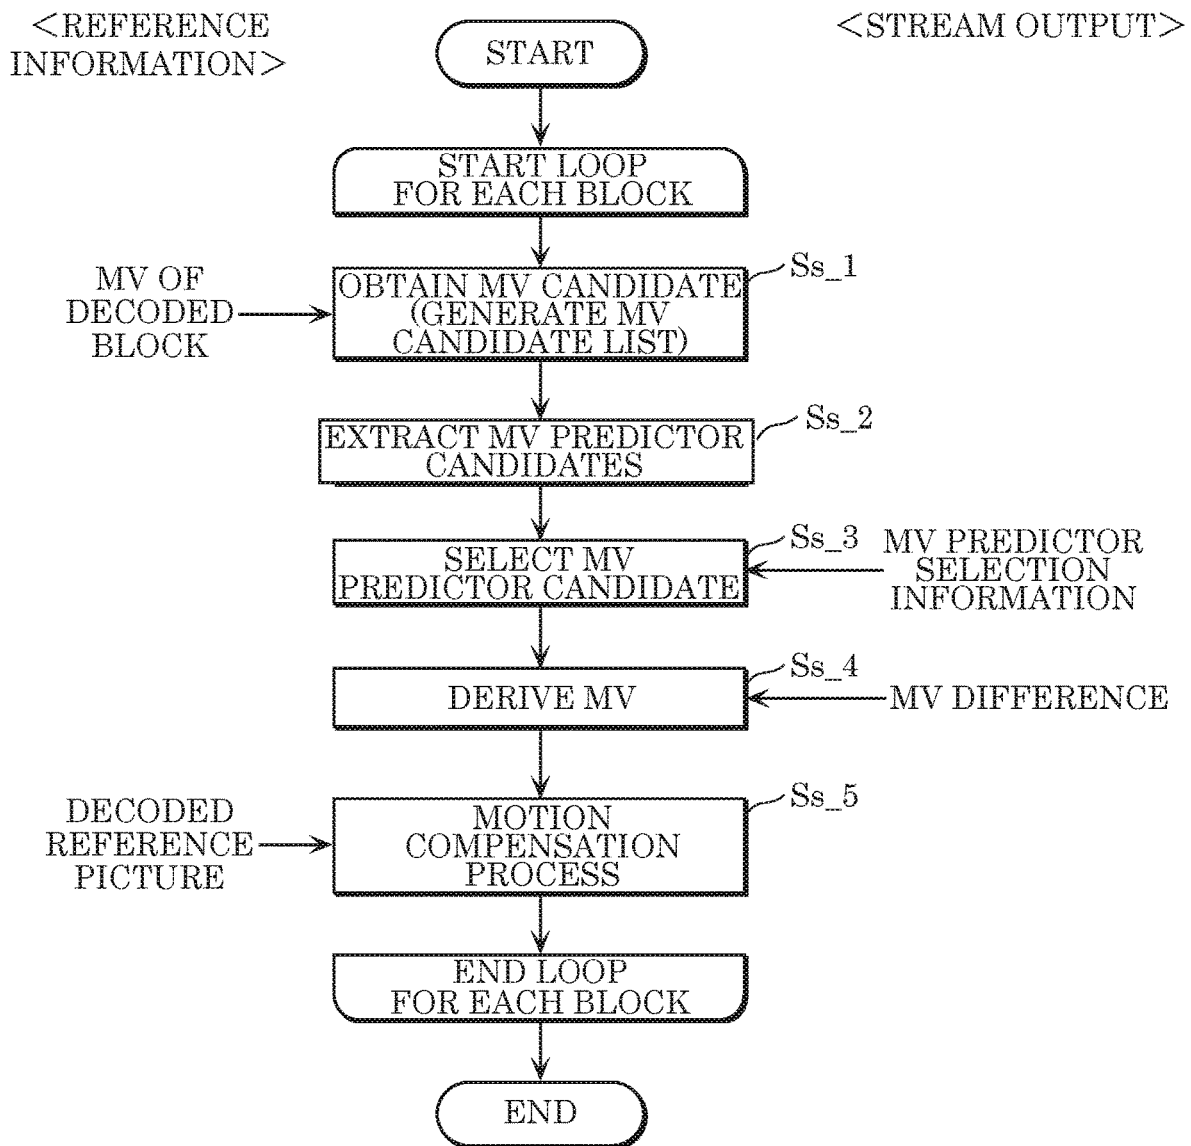 <REFERENCE
INFORMATION>
<STREAM OUTPUT>
START
START LOOP
FOR EACH BLOCK
MV OF
DECODED
BLOCK
OBTAIN MV CANDIDATE
(GENERATE MV
CANDIDATE LIST)
Ss_1
EXTRACT MV PREDICTOR
CANDIDATES
Ss_2
SELECT MV
PREDICTOR CANDIDATE
Ss_3
MV PREDICTOR
SELECTION
INFORMATION
DERIVE MV
Ss_4
MV DIFFERENCE
DECODED
REFERENCE
PICTURE
MOTION
COMPENSATION
PROCESS
Ss_5
END LOOP
FOR EACH BLOCK
END